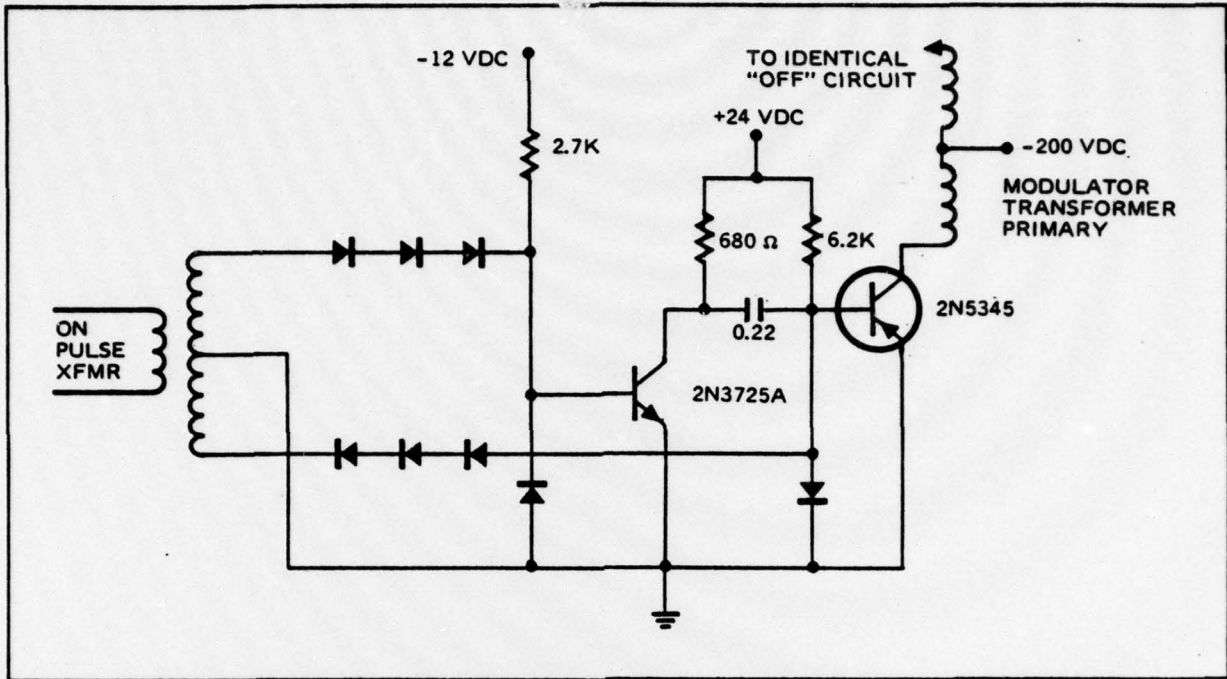 -12 VDC
2.7K
TO IDENTICAL
"OFF" CIRCUIT
+24 VDC
-200 VDC
MODULATOR
TRANSFORMER
PRIMARY
680 Ω
6.2K
2N5345
0.22
ON
PULSE
XFMR
2N3725A